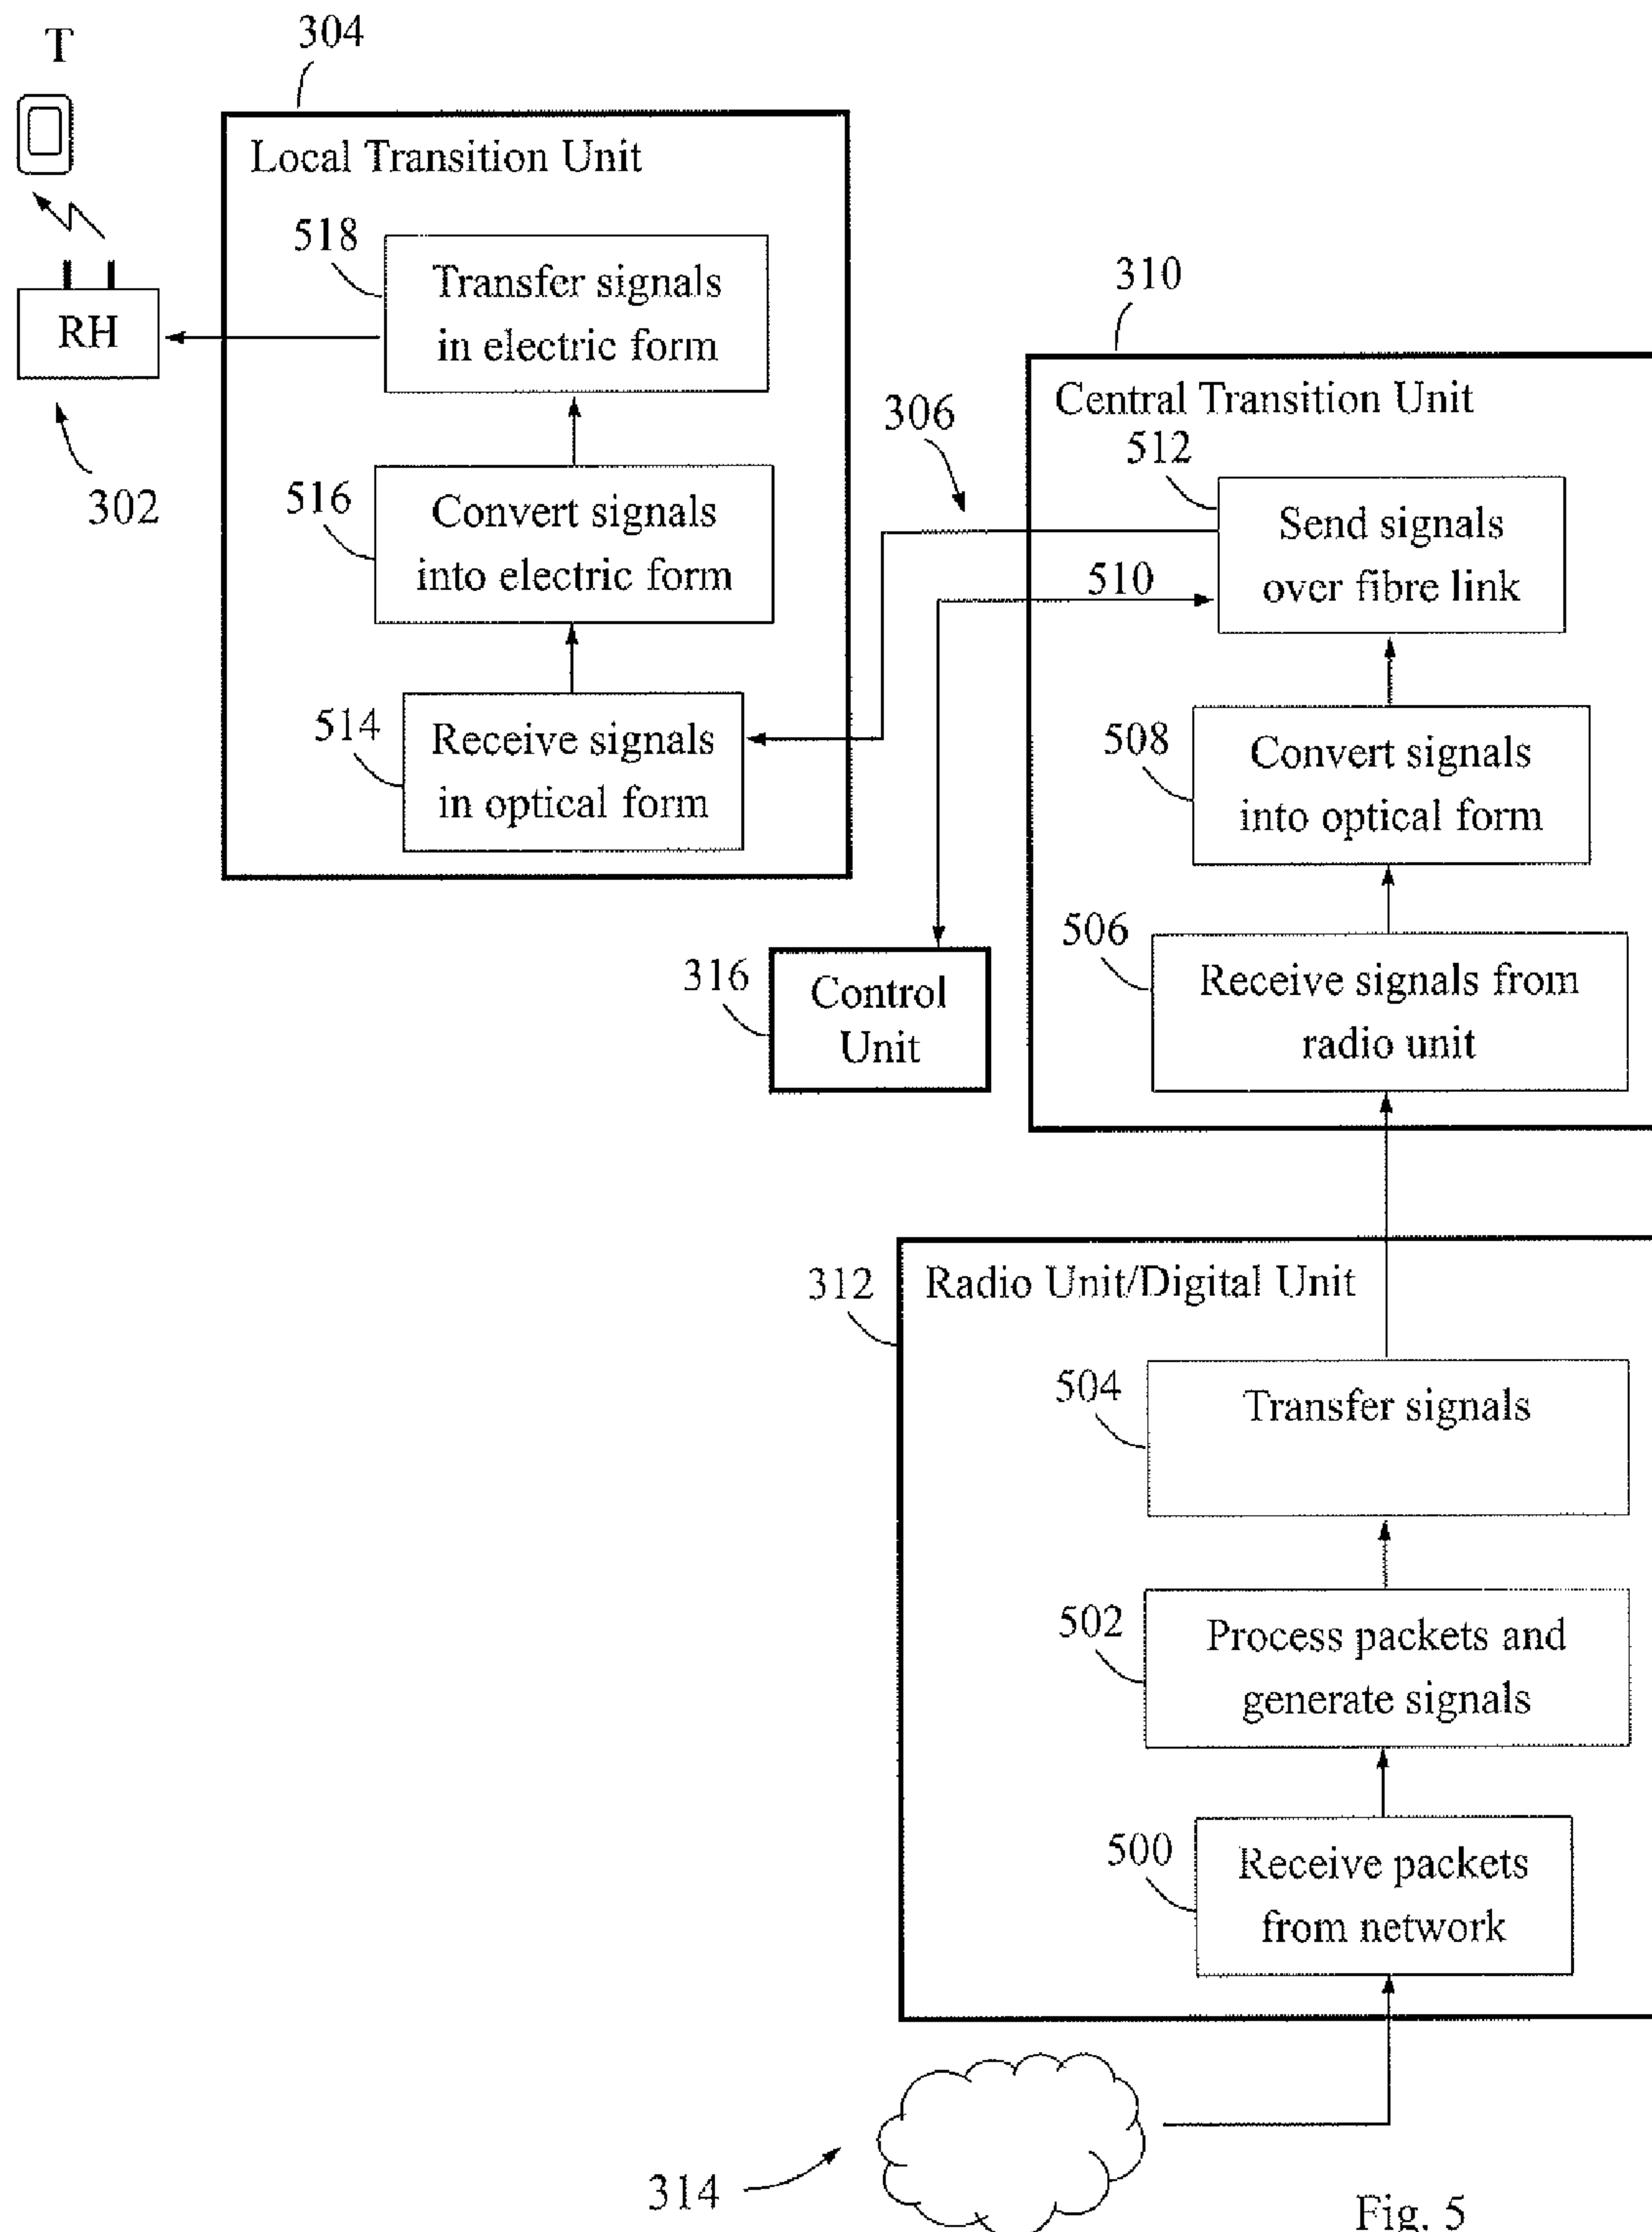 T
304
Local Transition Unit
518
Transfer signals
in electric form
RH
302
516
Convert signals
into electric form
514
Receive signals
in optical form
306
310
Central Transition Unit
512
Send signals
over fibre link
510
508
Convert signals
into optical form
506
Receive signals from
radio unit
316
Control
Unit
312
Radio Unit/Digital Unit
504
Transfer signals
502
Process packets and
generate signals
500
Receive packets
from network
314
Fig. 5